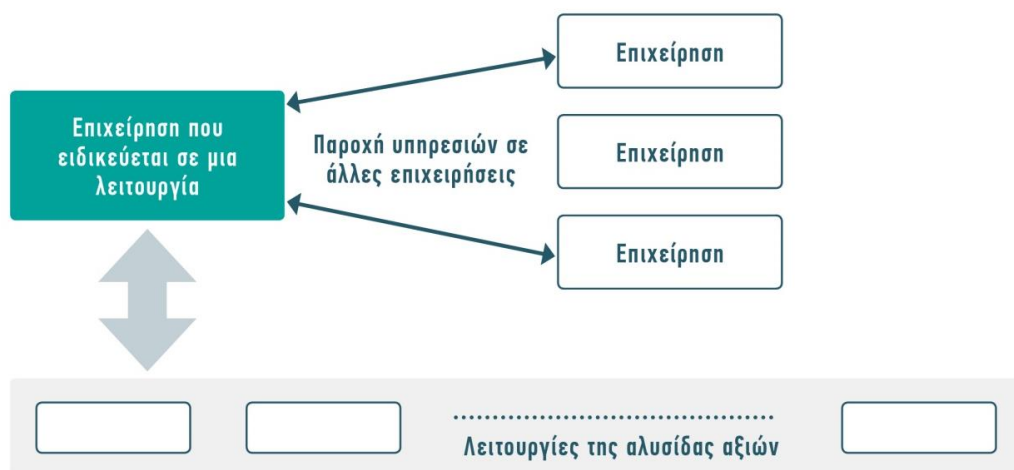 Επιχείρηση
Επιχείρηση που
ειδικεύεται σε μια
λειτουργία
Παροχή υπηρεσιών σε
άλλες επιχειρήσεις
Επιχείρηση
Επιχείρηση
Λειτουργίες της αλυσίδας αξιών